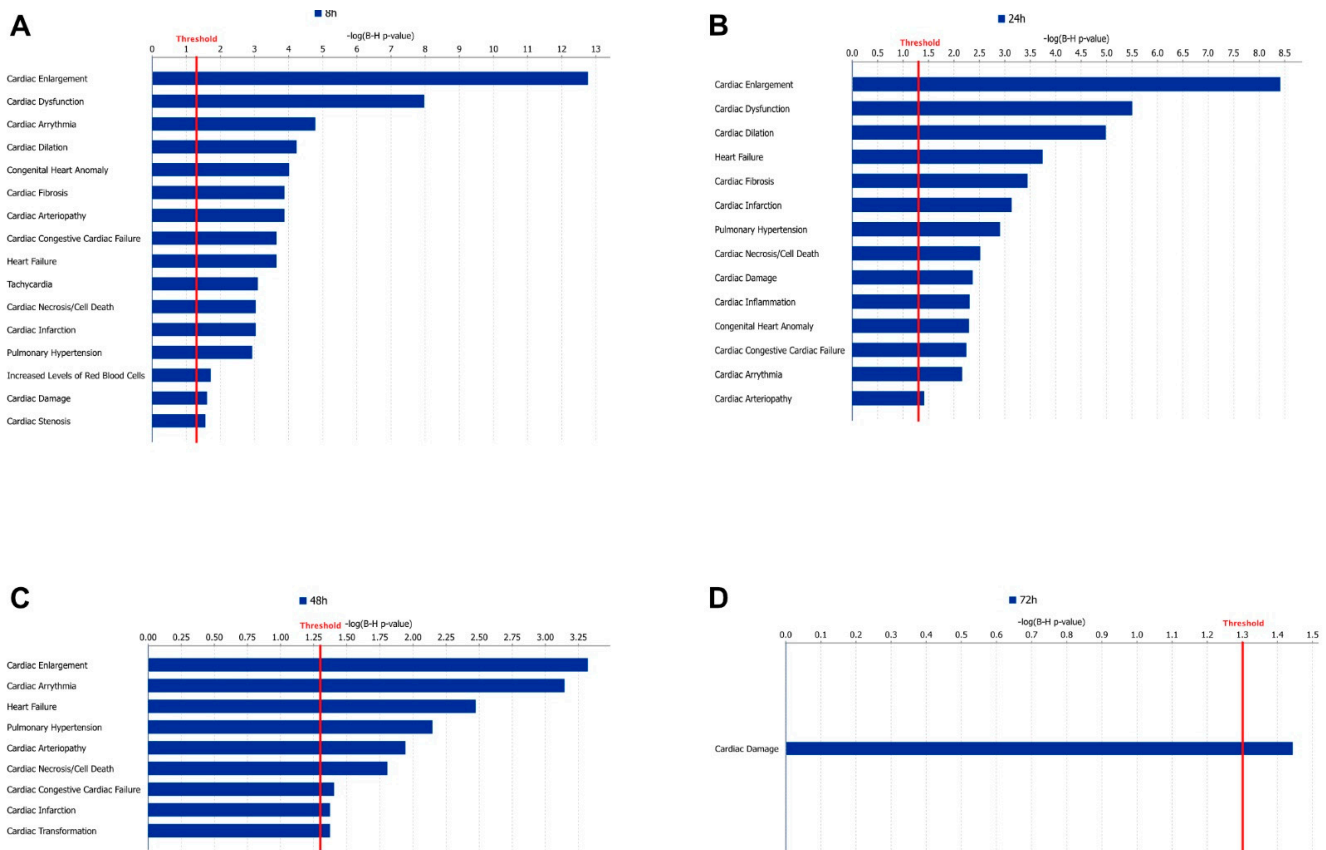 A
8h
Threshold
-log(B-H p-value)
0 1 2 3 4 5 6 7 8 9 10 11 12 13
Cardiac Enlargement
Cardiac Dysfunction
Cardiac Arrythmia
Cardiac Dilation
Congenital Heart Anomaly
Cardiac Fibrosis
Cardiac Arteriopathy
Cardiac Congestive Cardiac Failure
Heart Failure
Tachycardia
Cardiac Necrosis/Cell Death
Cardiac Infarction
Pulmonary Hypertension
Increased Levels of Red Blood Cells
Cardiac Damage
Cardiac Stenosis
B
24h
Threshold
-log(B-H p-value)
0.0 0.5 1.0 1.5 2.0 2.5 3.0 3.5 4.0 4.5 5.0 5.5 6.0 6.5 7.0 7.5 8.0 8.5
Cardiac Enlargement
Cardiac Dysfunction
Cardiac Dilation
Heart Failure
Cardiac Fibrosis
Cardiac Infarction
Pulmonary Hypertension
Cardiac Necrosis/Cell Death
Cardiac Damage
Cardiac Inflammation
Congenital Heart Anomaly
Cardiac Congestive Cardiac Failure
Cardiac Arrythmia
Cardiac Arteriopathy
C
48h
Threshold -log(B-H p-value)
0.00 0.25 0.50 0.75 1.00 1.25 1.50 1.75 2.00 2.25 2.50 2.75 3.00 3.25
Cardiac Enlargement
Cardiac Arrythmia
Heart Failure
Pulmonary Hypertension
Cardiac Arteriopathy
Cardiac Necrosis/Cell Death
Cardiac Congestive Cardiac Failure
Cardiac Infarction
Cardiac Transformation
D
72h
-log(B-H p-value)
Threshold
0.0 0.1 0.2 0.3 0.4 0.5 0.6 0.7 0.8 0.9 1.0 1.1 1.2 1.3 1.4 1.5
Cardiac Damage